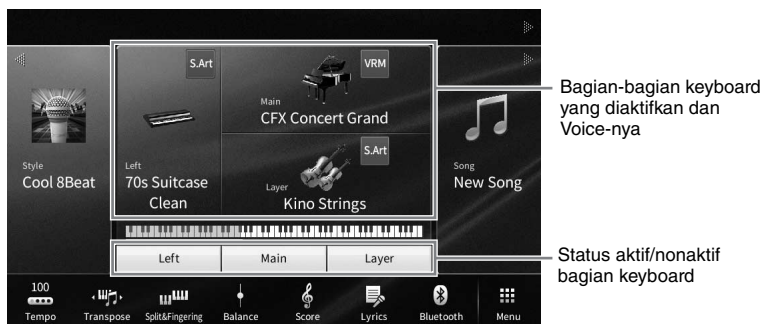 S.Art
VRM
Main
CFX Concert Grand
S.Art
Style
Cool 8Beat
Left
70s Suitcase
Clean
Layer
Kino Strings
Song
New Song
Left Main Layer
100
Tempo Transpose Split&Fingering Balance Score Lyrics Bluetooth Menu
Bagian-bagian keyboard
yang diaktifkan dan
Voice-nya
Status aktif/nonaktif
bagian keyboard